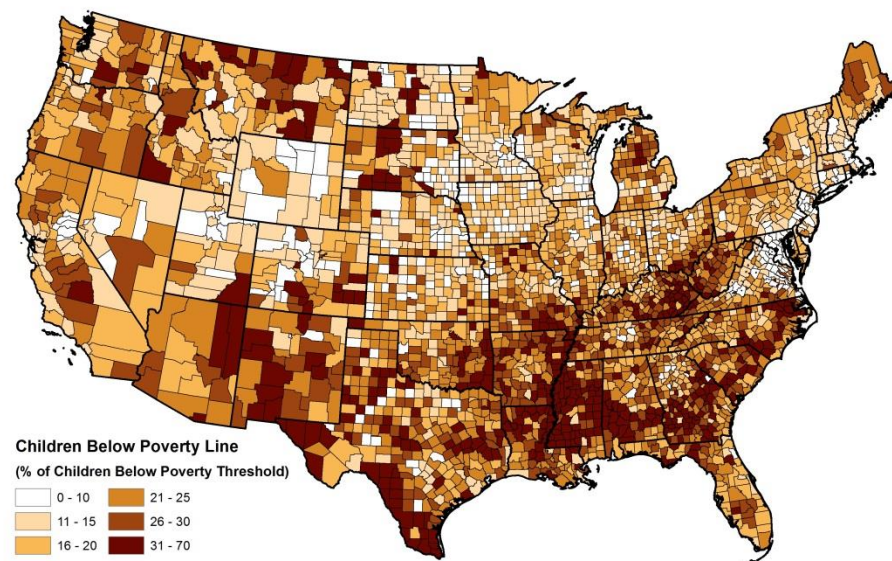 Children Below Poverty Line
(% of Children Below Poverty Threshold)
0 - 10
21 - 25
11 - 15
26 - 30
16 - 20
31 - 70